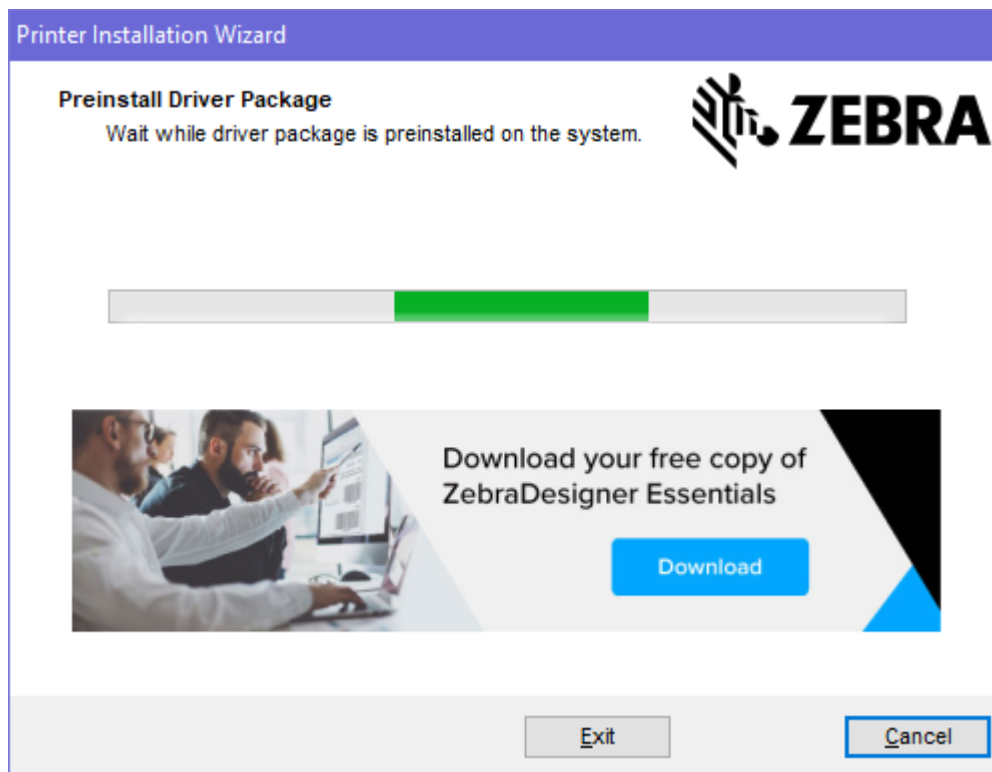 Printer Installation Wizard
Preinstall Driver Package
Wait while driver package is preinstalled on the system.
ZEBRA
Download your free copy of
ZebraDesigner Essentials
Download
Exit
Cancel